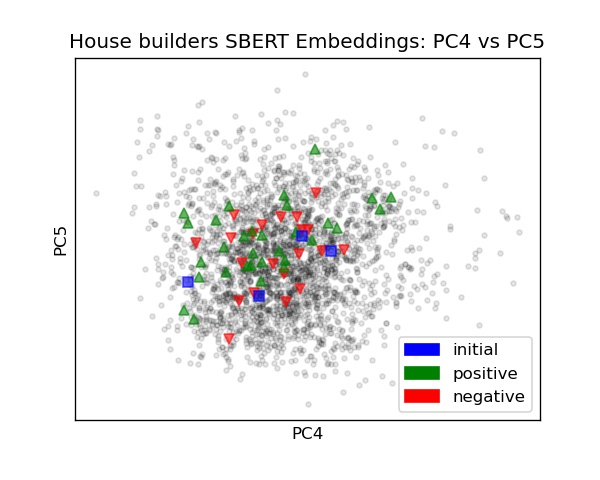 House builders SBERT Embeddings: PC4 vs PC5
PC5
initial
positive
negative
PC4